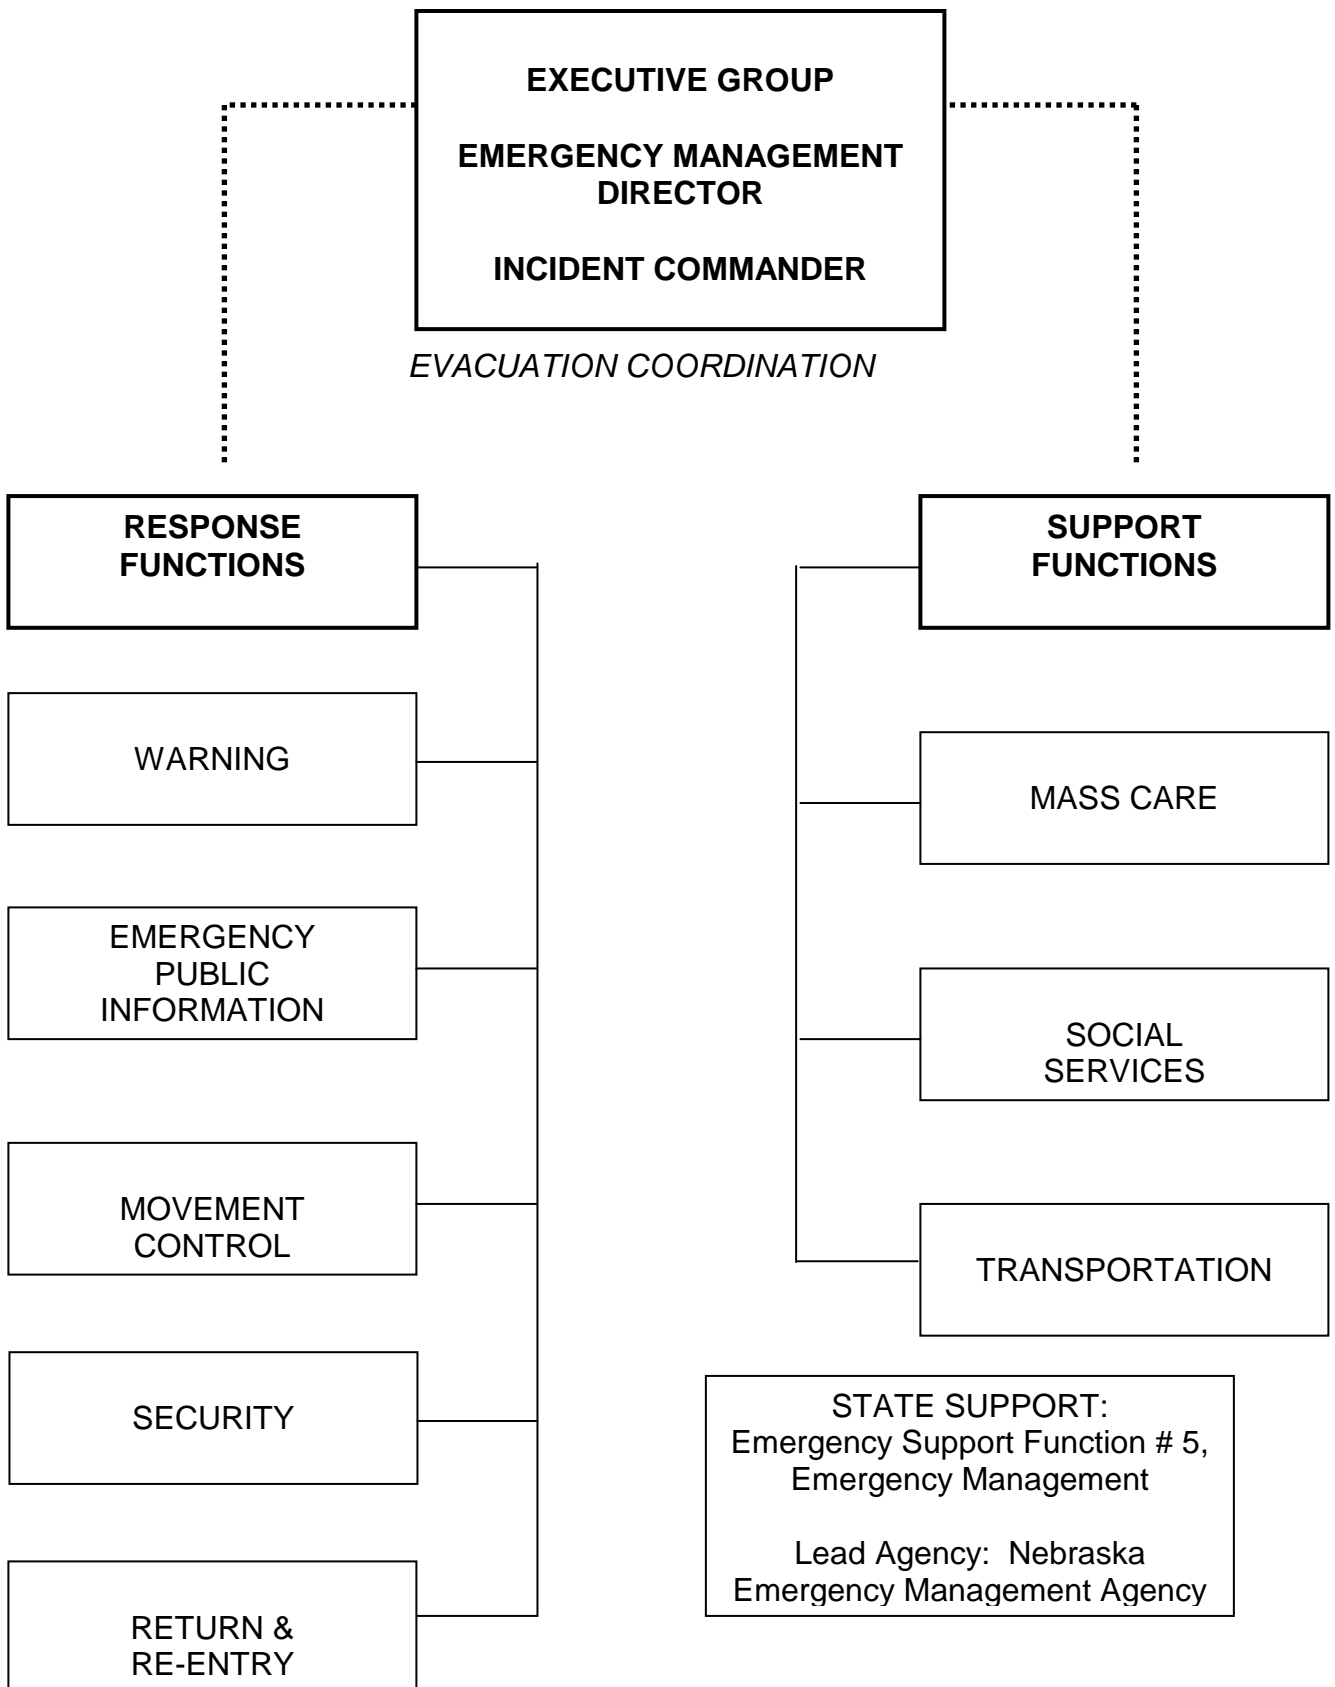 EXECUTIVE GROUP
EMERGENCY MANAGEMENT
DIRECTOR
INCIDENT COMMANDER
EVACUATION COORDINATION
RESPONSE
FUNCTIONS
WARNING
EMERGENCY
PUBLIC
INFORMATION
MOVEMENT
CONTROL
SECURITY
RETURN &
RE-ENTRY
SUPPORT
FUNCTIONS
MASS CARE
SOCIAL
SERVICES
TRANSPORTATION
STATE SUPPORT:
Emergency Support Function # 5,
Emergency Management
Lead Agency: Nebraska
Emergency Management Agency